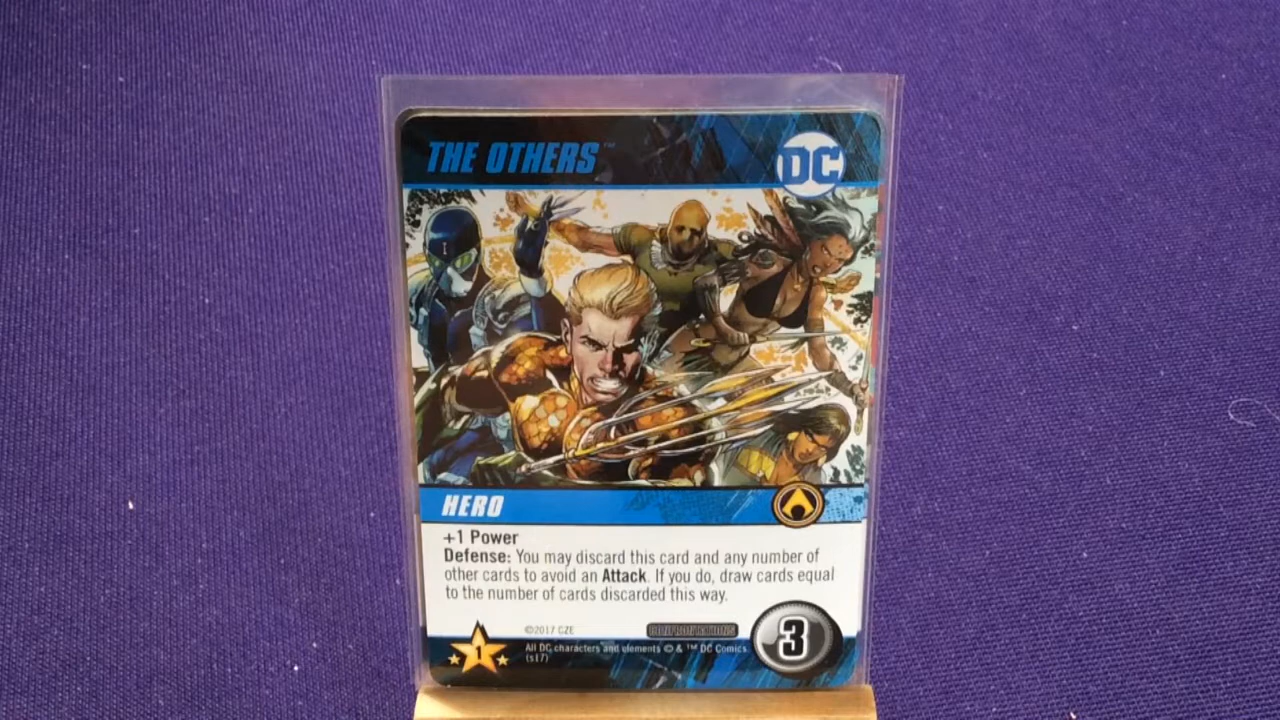 THE OTHERS™
DC
HERO
+1 Power
Defense: You may discard this card and any number of
other cards to avoid an Attack. If you do, draw cards equal
to the number of cards discarded this way.
©2017 CZE
CONFRONTATIONS
1
All DC characters and elements © & ™ DC Comics
(s17)
3